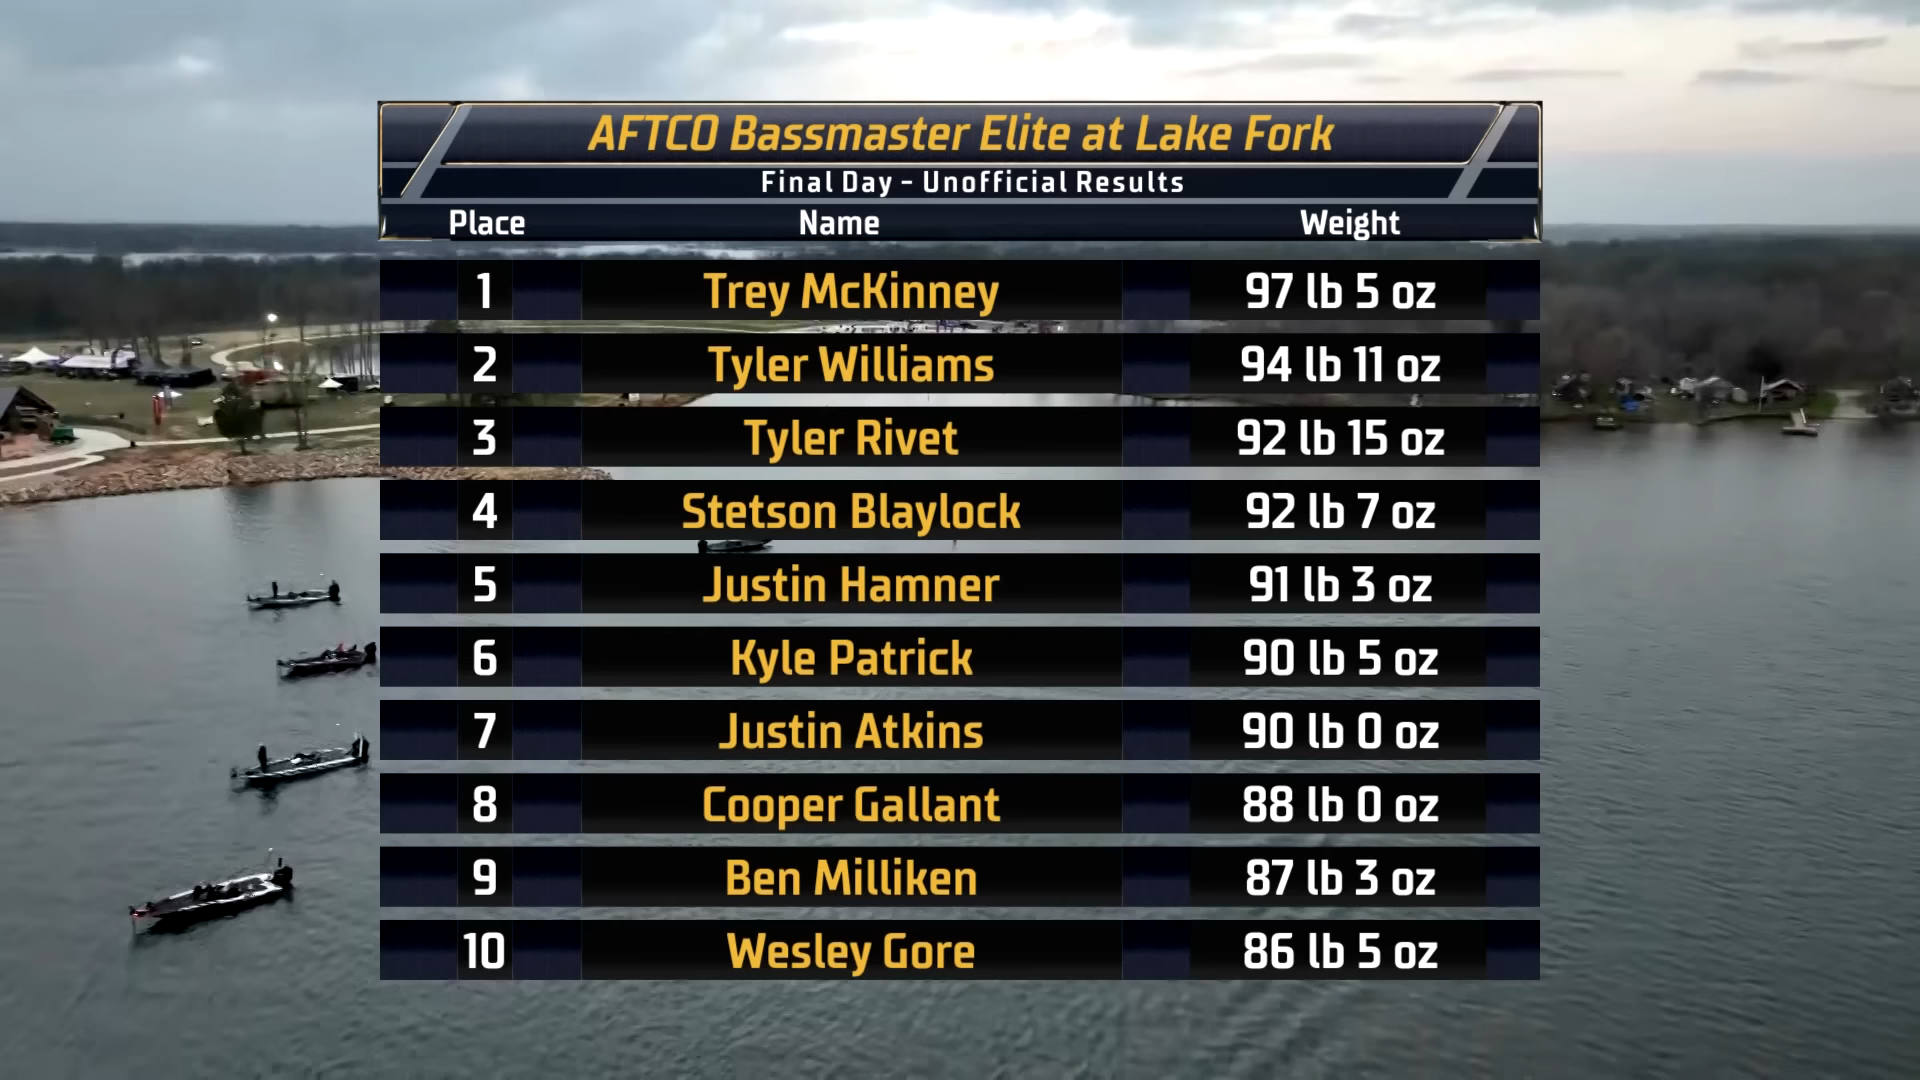 AFTCO Bassmaster Elite at Lake Fork
Final Day - Unofficial Results
Place Name Weight
1 Trey McKinney 97 lb 5 oz
2 Tyler Williams 94 lb 11 oz
3 Tyler Rivet 92 lb 15 oz
4 Stetson Blaylock 92 lb 7 oz
5 Justin Hamner 91 lb 3 oz
6 Kyle Patrick 90 lb 5 oz
7 Justin Atkins 90 lb 0 oz
8 Cooper Gallant 88 lb 0 oz
9 Ben Milliken 87 lb 3 oz
10 Wesley Gore 86 lb 5 oz